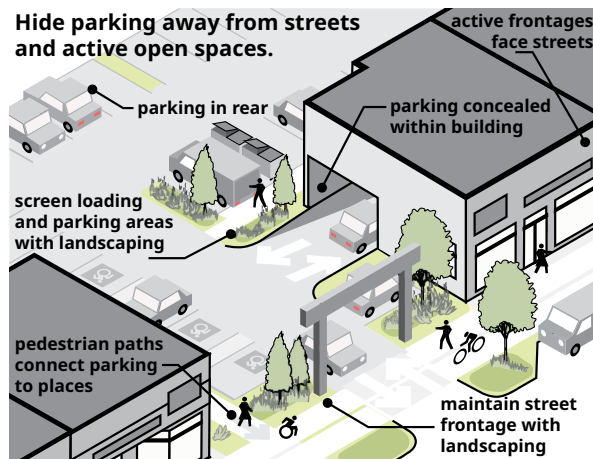 Hide parking away from streets
and active open spaces.
active frontages
face streets
parking in rear
parking concealed
within building
screen loading
and parking areas
with landscaping
pedestrian paths
connect parking
to places
maintain street
frontage with
landscaping